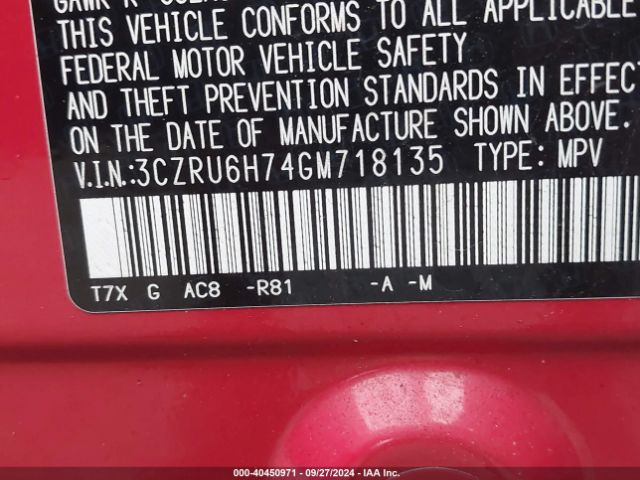 THIS VEHICLE CONFORMS TO ALL APPLICABLE
FEDERAL MOTOR VEHICLE SAFETY
AND THEFT PREVENTION STANDARDS IN EFFECT
ON THE DATE OF MANUFACTURE SHOWN ABOVE.
V.I.N.:3CZRU6H74GM718135 TYPE: MPV
T7X G AC8 -R81 -A -M
000-40450971 - 09/27/2024 - IAA Inc.